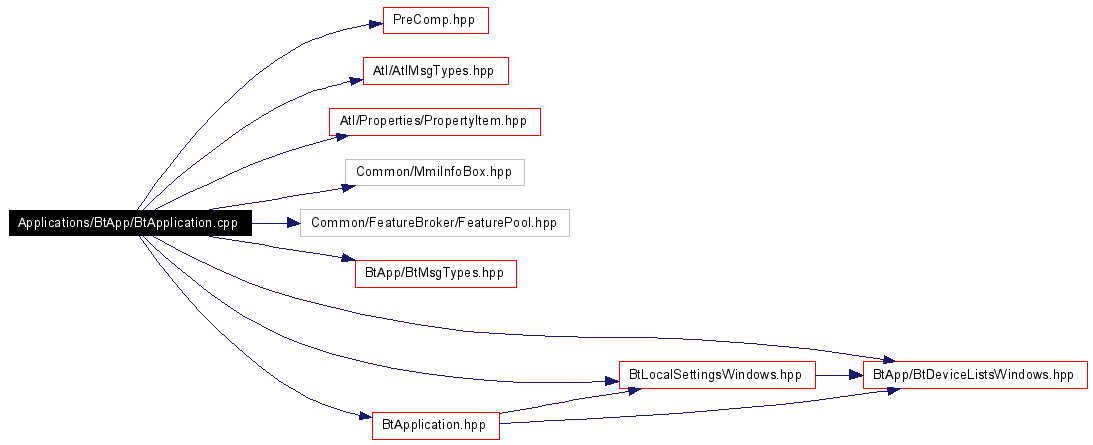 PreComp.hpp
Atl/AtlMsgTypes.hpp
Atl/Properties/PropertyItem.hpp
Common/MmiInfoBox.hpp
Applications/BtApp/BtApplication.cpp
Common/FeatureBroker/FeaturePool.hpp
BtApp/BtMsgTypes.hpp
BtLocalSettingsWindows.hpp
BtApp/BtDeviceListsWindows.hpp
BtApplication.hpp